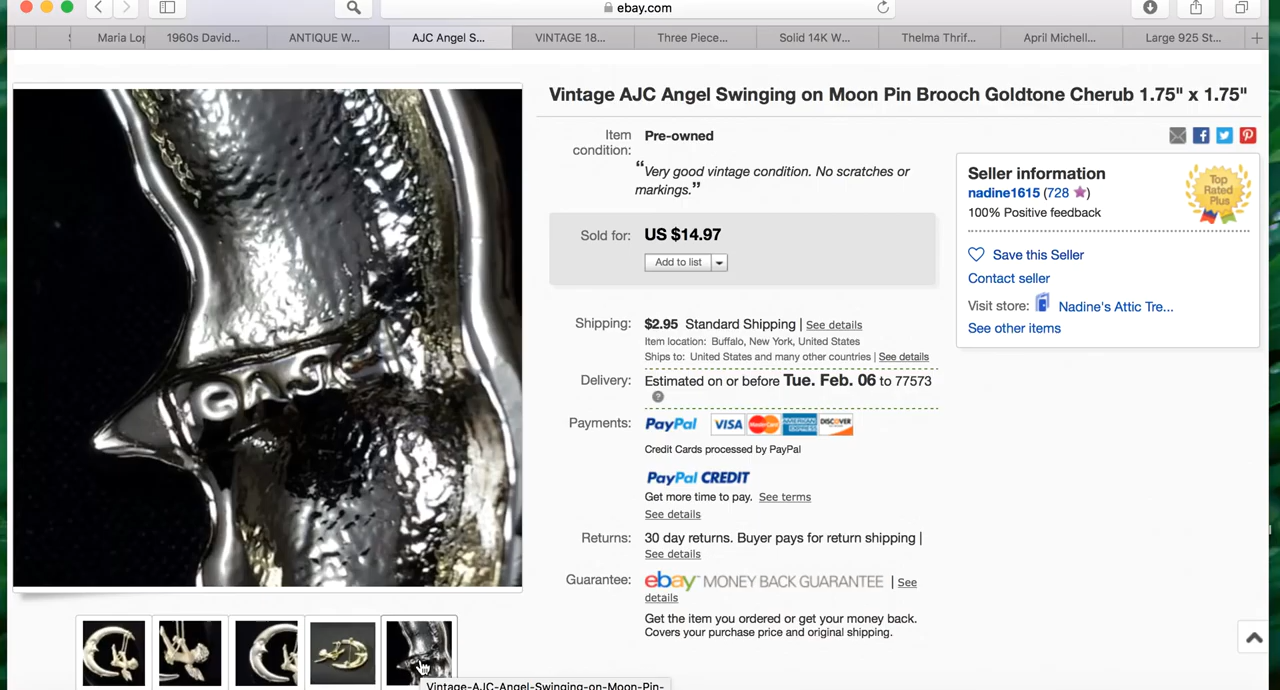 ebay.com
Maria Lop
1960s David...
ANTIQUE W...
AJC Angel S...
VINTAGE 18...
Three Piece...
Solid 14K W...
Thelma Thrif...
April Michell...
Large 925 St...
Vintage AJC Angel Swinging on Moon Pin Brooch Goldtone Cherub 1.75" x 1.75"
Item condition: Pre-owned
“Very good vintage condition. No scratches or
markings.”
Sold for: US $14.97
Add to list
Shipping: $2.95 Standard Shipping | See details
Item location: Buffalo, New York, United States
Ships to: United States and many other countries | See details
Delivery: Estimated on or before Tue. Feb. 06 to 77573
?
Payments: PayPal VISA MasterCard AMERICAN EXPRESS DISCOVER
Credit Cards processed by PayPal
PayPal CREDIT
Get more time to pay. See terms
See details
Returns: 30 day returns. Buyer pays for return shipping |
See details
Guarantee: ebay MONEY BACK GUARANTEE | See
details
Get the item you ordered or get your money back.
Covers your purchase price and original shipping.
Seller information
nadine1615 (728)
100% Positive feedback
Top
Rated
Plus
Save this Seller
Contact seller
Visit store: Nadine's Attic Tre...
See other items
©AJC
Vintage-AJC-Angel-Swinging-on-Moon-Pin-